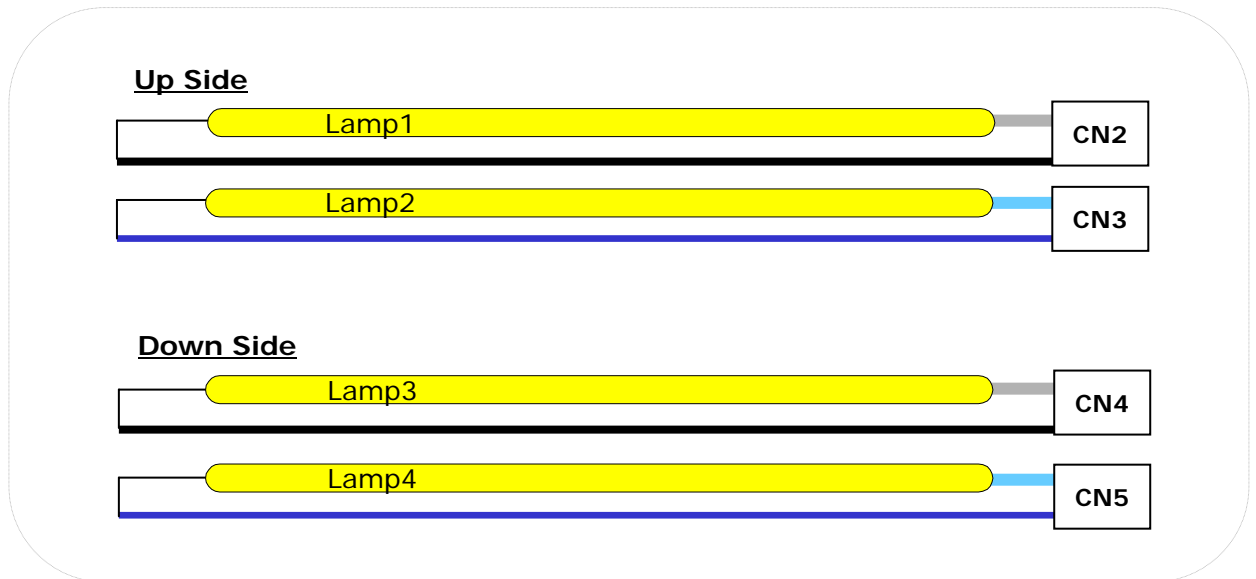 Up Side
Lamp1
CN2
Lamp2
CN3
Down Side
Lamp3
CN4
Lamp4
CN5